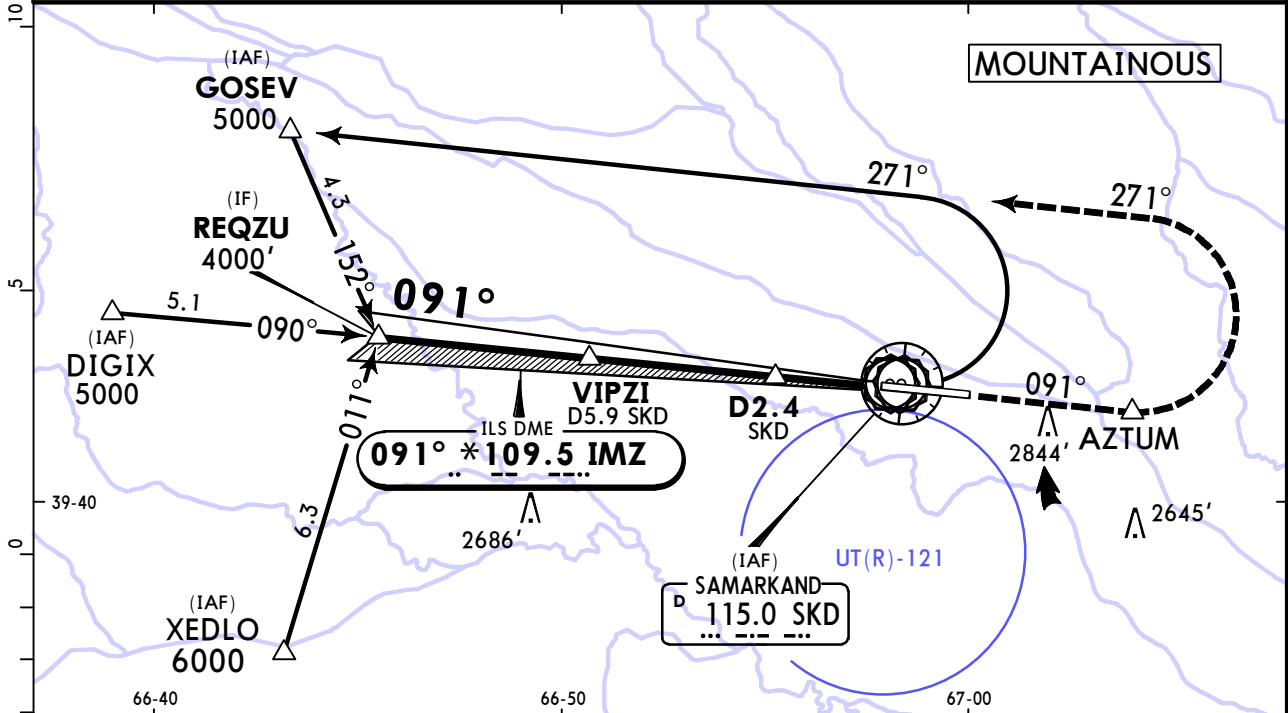 10
(IAF)
GOSEV
5000
MOUNTAINOUS
271°
271°
4.3
(IF)
REQZU
4000'
152°
091°
5
5.1
090°
(IAF)
DIGIX
5000
VIPZI
D5.9 SKD
D2.4
SKD
091°
AZTUM
2844'
011°
ILS DME
091° *109.5 IMZ
39-40
2686'
2645'
6.3
0
(IAF)
SAMARKAND
D 115.0 SKD
UT(R)-121
(IAF)
XEDLO
6000
66-40
66-50
67-00